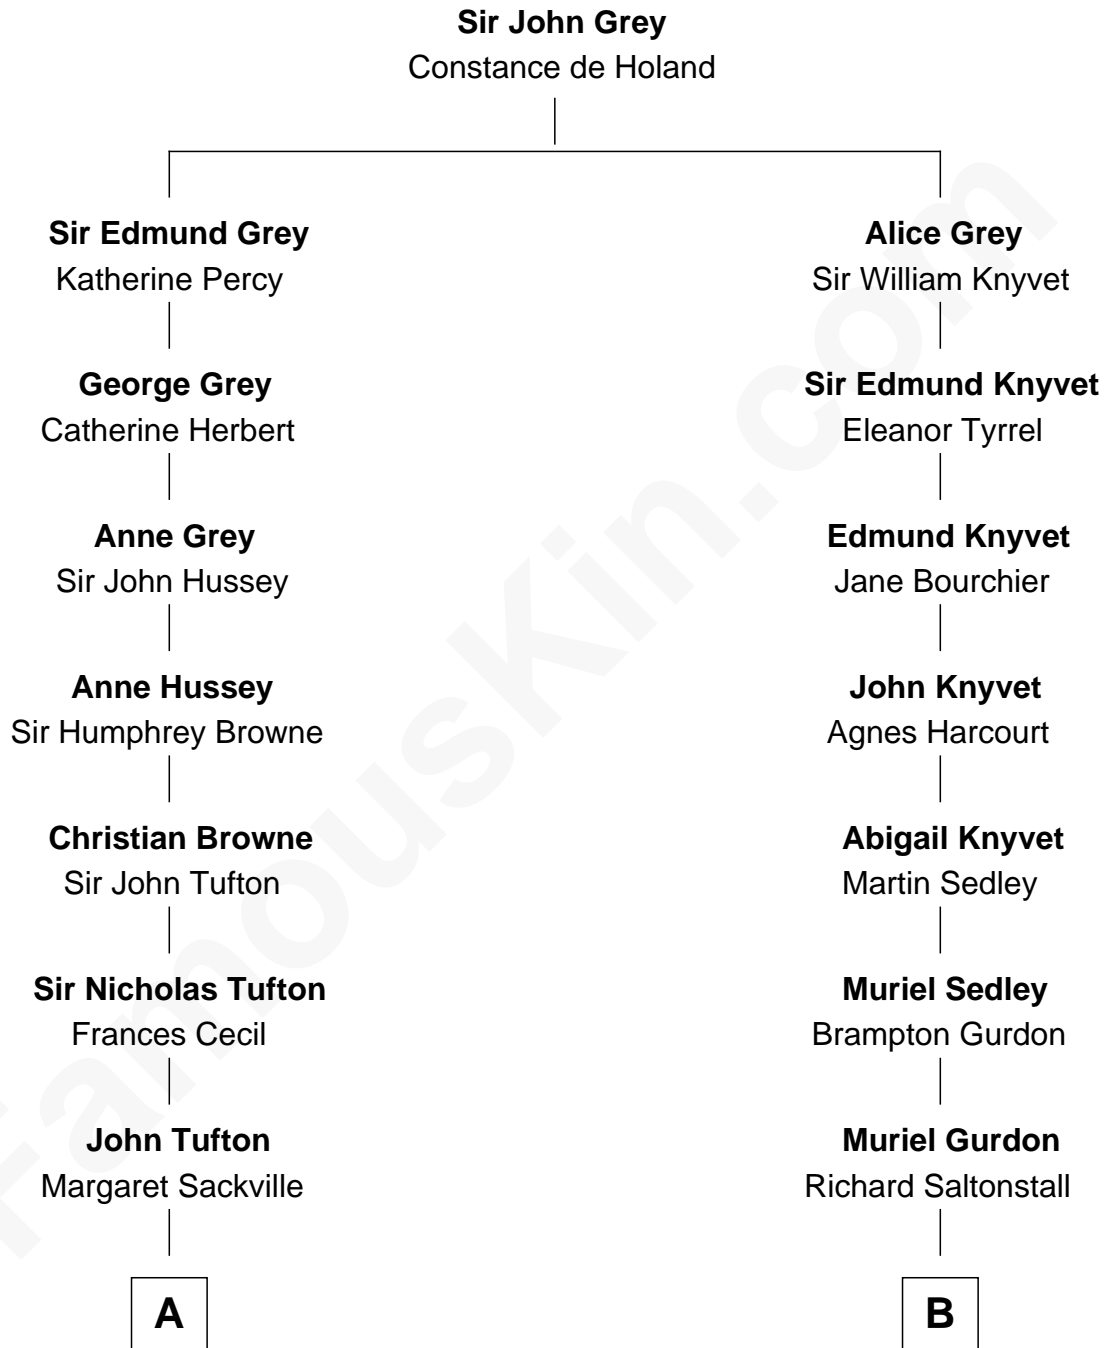 Sir John Grey
Constance de Holand
Sir Edmund Grey
Katherine Percy
Alice Grey
Sir William Knyvet
George Grey
Catherine Herbert
Sir Edmund Knyvet
Eleanor Tyrrel
Anne Grey
Sir John Hussey
Edmund Knyvet
Jane Bourchier
Anne Hussey
Sir Humphrey Browne
John Knyvet
Agnes Harcourt
Christian Browne
Sir John Tufton
Abigail Knyvet
Martin Sedley
Sir Nicholas Tufton
Frances Cecil
Muriel Sedley
Brampton Gurdon
John Tufton
Margaret Sackville
Muriel Gurdon
Richard Saltonstall
A
B
FamousKin.com